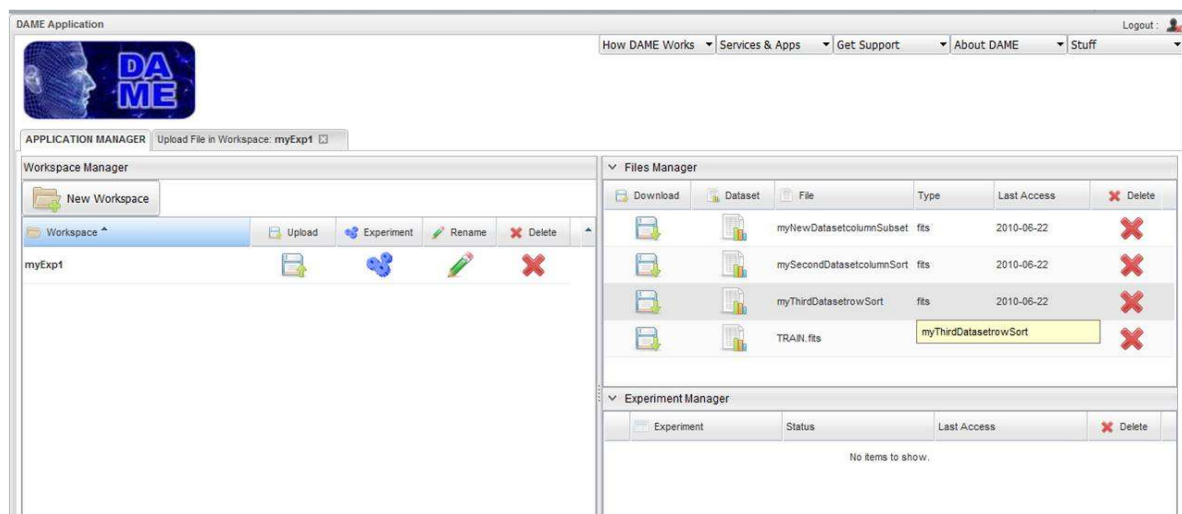 DAME Application
Logout :
DA
ME
How DAME Works
Services & Apps
Get Support
About DAME
Stuff
APPLICATION MANAGER
Upload File in Workspace: myExp1
Workspace Manager
New Workspace
Workspace Upload Experiment Rename Delete
myExp1
Files Manager
Download Dataset File Type Last Access Delete
myNewDatasetcolumnSubset fits 2010-06-22
mySecondDatasetcolumnSort fits 2010-06-22
myThirdDatasetrowSort fits 2010-06-22
TRAIN.fits
myThirdDatasetrowSort
Experiment Manager
Experiment Status Last Access Delete
No items to show.